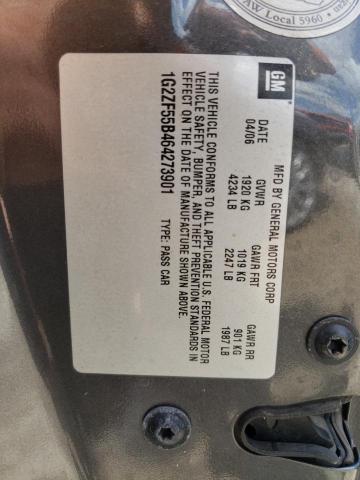 AW Local 5960
GM
MFD BY GENERAL MOTORS CORP
DATE GVWR GAWR FRT GAWR RR
04/06 1920 KG 1019 KG 901 KG
4234 LB 2247 LB 1987 LB
THIS VEHICLE CONFORMS TO ALL APPLICABLE U.S. FEDERAL MOTOR
VEHICLE SAFETY, BUMPER, AND THEFT PREVENTION STANDARDS IN
EFFECT ON THE DATE OF MANUFACTURE SHOWN ABOVE.
1G2ZF55B464273901 TYPE: PASS CAR